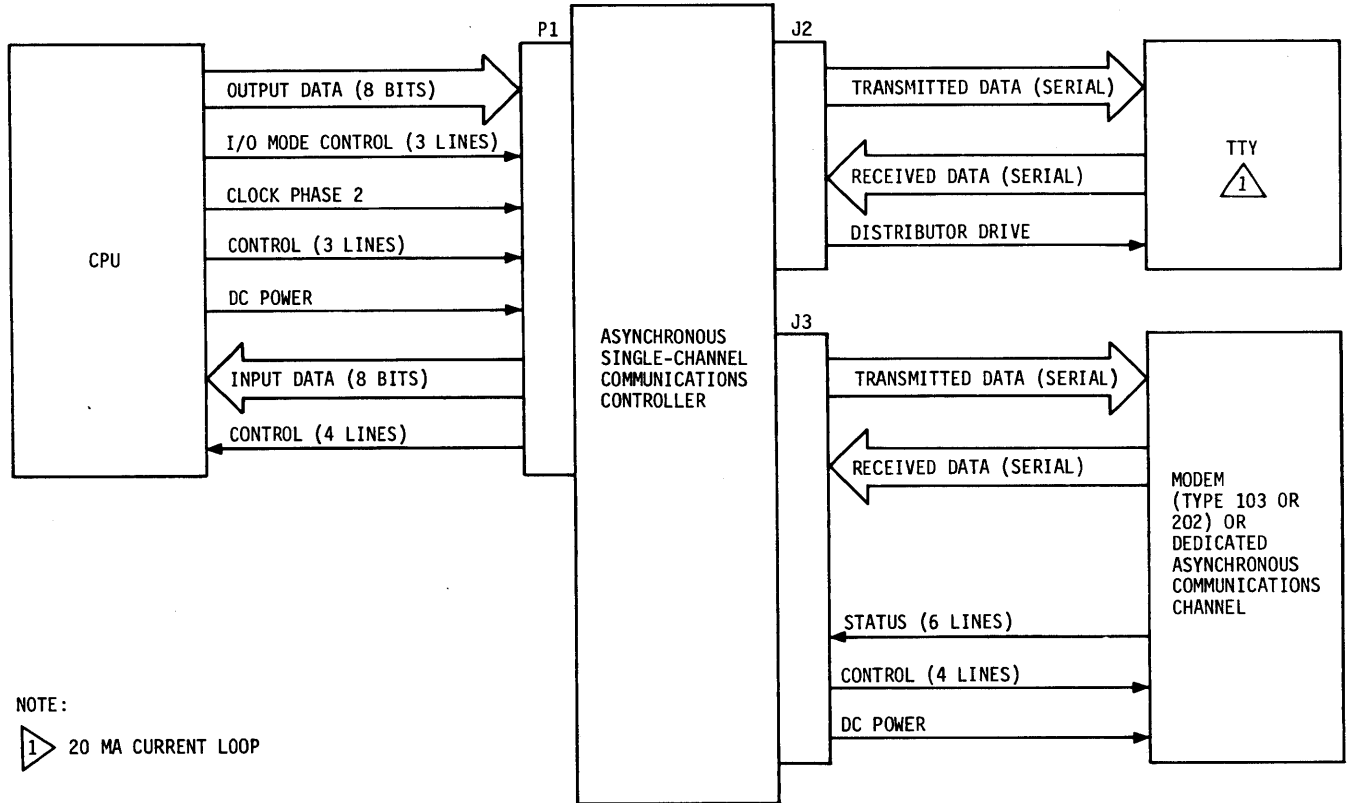 P1
J2
OUTPUT DATA (8 BITS)
I/O MODE CONTROL (3 LINES)
CLOCK PHASE 2
CONTROL (3 LINES)
DC POWER
INPUT DATA (8 BITS)
CONTROL (4 LINES)
CPU
ASYNCHRONOUS
SINGLE-CHANNEL
COMMUNICATIONS
CONTROLLER
TRANSMITTED DATA (SERIAL)
RECEIVED DATA (SERIAL)
DISTRIBUTOR DRIVE
TTY
1
J3
TRANSMITTED DATA (SERIAL)
RECEIVED DATA (SERIAL)
STATUS (6 LINES)
CONTROL (4 LINES)
DC POWER
MODEM
(TYPE 103 OR
202) OR
DEDICATED
ASYNCHRONOUS
COMMUNICATIONS
CHANNEL
NOTE:
1 20 MA CURRENT LOOP